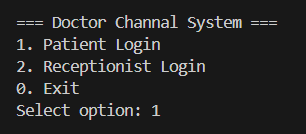 === Doctor Channal System ===
1. Patient Login
2. Receptionist Login
0. Exit
Select option: 1